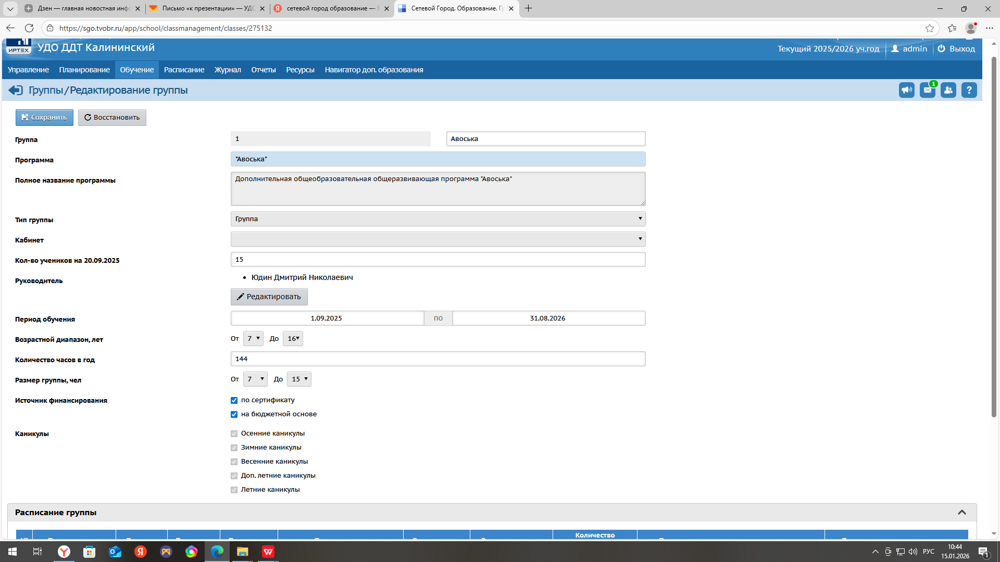 Дзен — главная новостная инфо
Письмо «к презентации» — УДО
сетевой город образование — Я
Сетевой Город. Образование. Гр
https://sgo.tvobr.ru/app/school/classmanagement/classes/275132
ИРТЕХ
УДО ДДТ Калининский
Текущий 2025/2026 уч.год
admin
Выход
Управление
Планирование
Обучение
Расписание
Журнал
Отчеты
Ресурсы
Навигатор доп. образования
Группы/Редактирование группы
1
?
Сохранить
Восстановить
Группа
1
Авоська
Программа
"Авоська"
Полное название программы
Дополнительная общеобразовательная общеразвивающая программа "Авоська"
Тип группы
Группа
Кабинет
Кол-во учеников на 20.09.2025
15
Руководитель
• Юдин Дмитрий Николаевич
Редактировать
Период обучения
1.09.2025
по
31.08.2026
Возрастной диапазон, лет
От 7 До 16
Количество часов в год
144
Размер группы, чел
От 7 До 15
Источник финансирования
по сертификату
на бюджетной основе
Каникулы
Осенние каникулы
Зимние каникулы
Весенние каникулы
Доп. летние каникулы
Летние каникулы
Расписание группы
Количество
РУС
10:44
15.01.2026
1